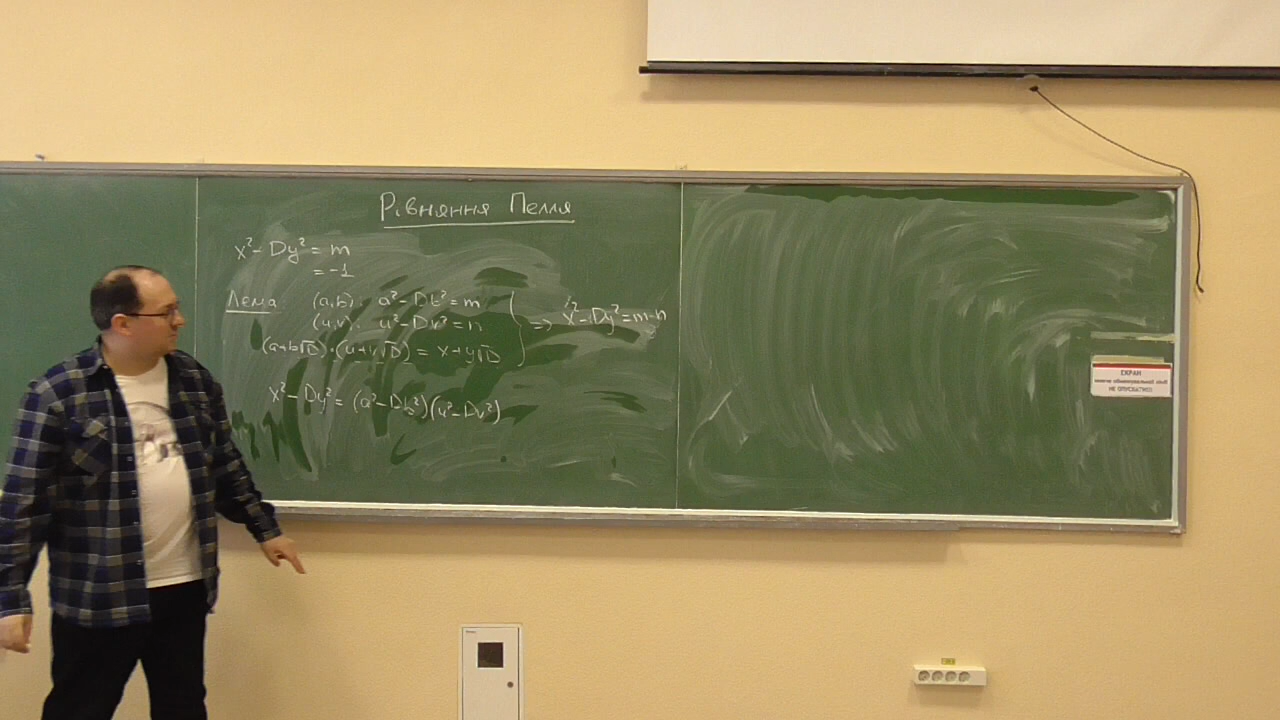 Рівняння Пелля
x² - Dy² = m
= -1
Лема (a,b): a² - Db² = m
(u,v): u² - Dv² = n
(a+b√D)·(u+v√D) = x+y√D
⇒ x² - Dy² = m·n
x² - Dy² = (a² - Db²)(u² - Dv²)
ЕКРАН
НЕ ОПУСКАТИ!!!